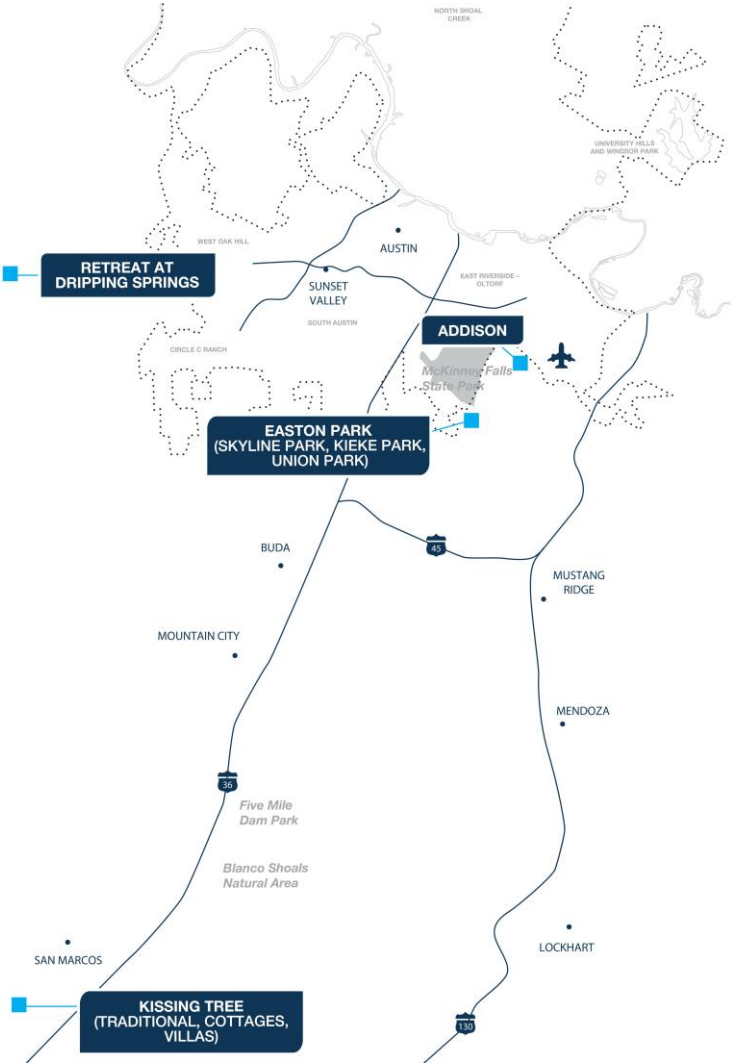 NORTH SHOAL
CREEK
UNIVERSITY HILLS
AND WINDSOR PARK
WEST OAK HILL
AUSTIN
RETREAT AT
DRIPPING SPRINGS
EAST RIVERSIDE –
OLTORF
SUNSET
VALLEY
SOUTH AUSTIN
ADDISON
CIRCLE C RANCH
McKinney Falls
State Park
EASTON PARK
(SKYLINE PARK, KIEKE PARK,
UNION PARK)
BUDA
45
MUSTANG
RIDGE
MOUNTAIN CITY
MENDOZA
36
Five Mile
Dam Park
Blanco Shoals
Natural Area
SAN MARCOS
LOCKHART
KISSING TREE
(TRADITIONAL, COTTAGES,
VILLAS)
130